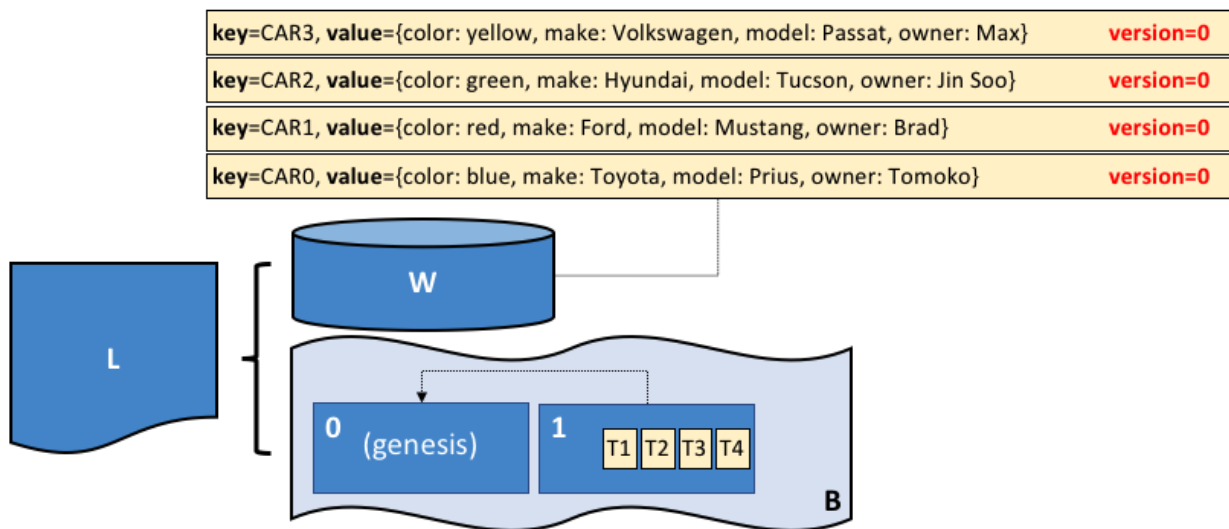 key=CAR3, value={color: yellow, make: Volkswagen, model: Passat, owner: Max} version=0
key=CAR2, value={color: green, make: Hyundai, model: Tucson, owner: Jin Soo} version=0
key=CAR1, value={color: red, make: Ford, model: Mustang, owner: Brad} version=0
key=CAR0, value={color: blue, make: Toyota, model: Prius, owner: Tomoko} version=0
W
L
0
(genesis)
1
T1 T2 T3 T4
B